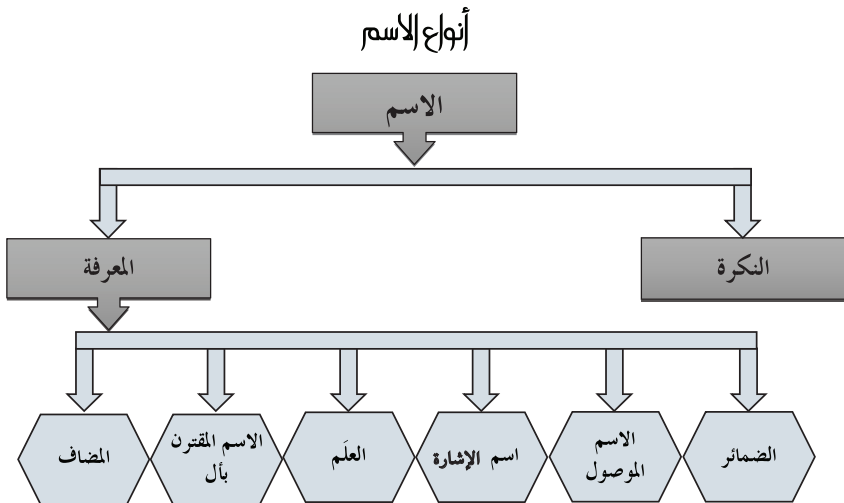 أنواع الاسم
الاسم
النكرة
المعرفة
الضمائر
الاسم
الموصول
اسم الإشارة
العلَم
الاسم المقترن
بأل
المضاف